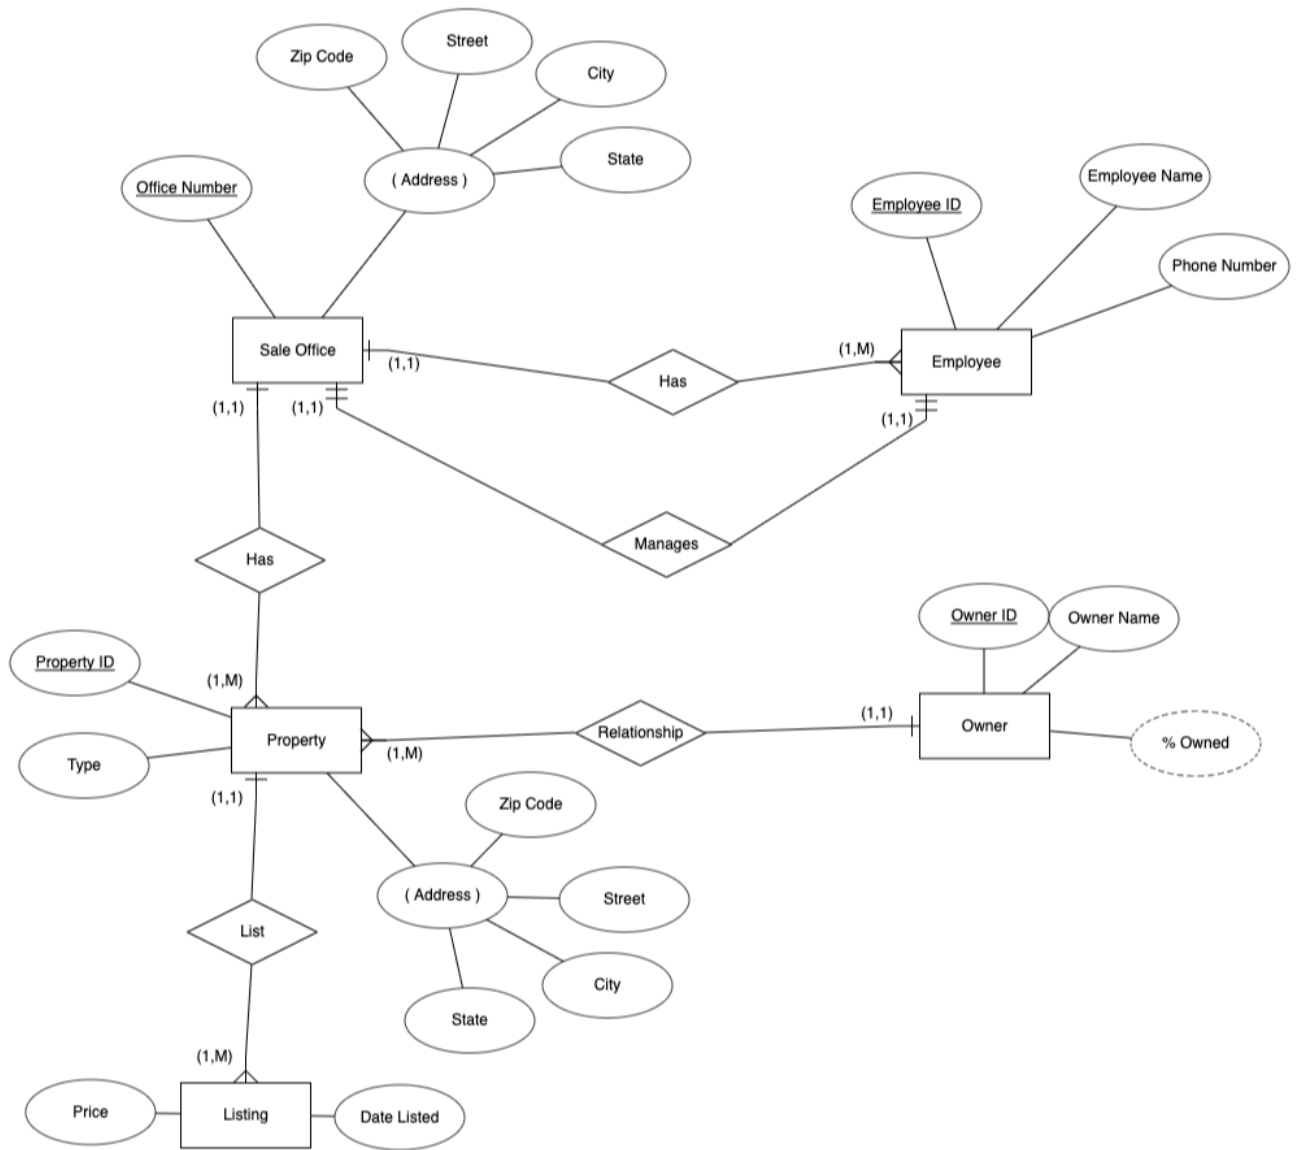 Street
Zip Code
City
State
( Address )
Office Number
Employee Name
Employee ID
Phone Number
Sale Office
(1,1)
(1,M)
Employee
Has
(1,1)
(1,1)
(1,1)
Manages
Has
Owner ID
Owner Name
Property ID
(1,M)
Property
(1,M)
Relationship
(1,1)
Owner
% Owned
Type
(1,1)
Zip Code
( Address )
Street
List
City
State
(1,M)
Price
Listing
Date Listed